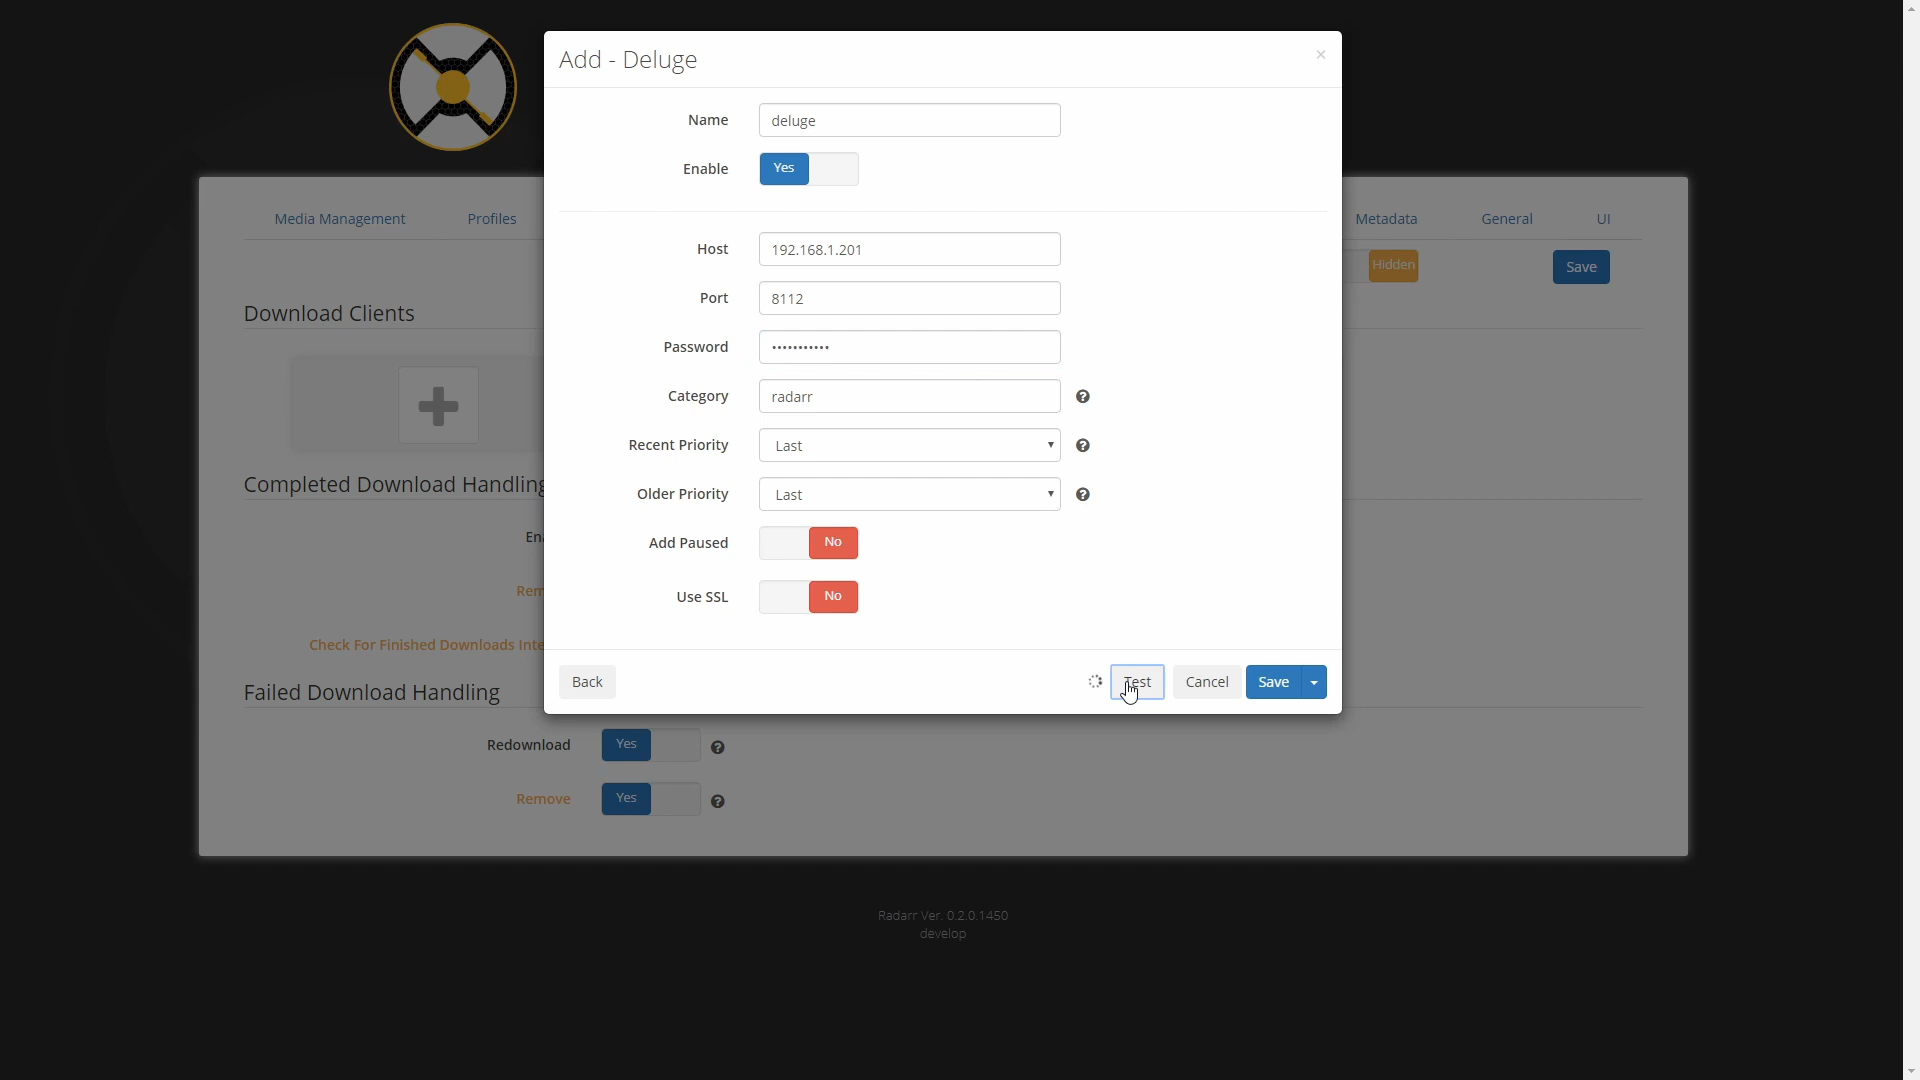 Add - Deluge
×
Name
deluge
Enable
Yes
Media Management
Profiles
Metadata
General
UI
Host
192.168.1.201
Hidden
Save
Port
8112
Download Clients
Password
•••••••••••
Category
radarr
Recent Priority
Last
Older Priority
Last
Completed Download Handling
Add Paused
No
Ena
Use SSL
No
Rem
Check For Finished Downloads Inte
Back
Test
Cancel
Save
Failed Download Handling
Redownload
Yes
Remove
Yes
Radarr Ver. 0.2.0.1450
develop